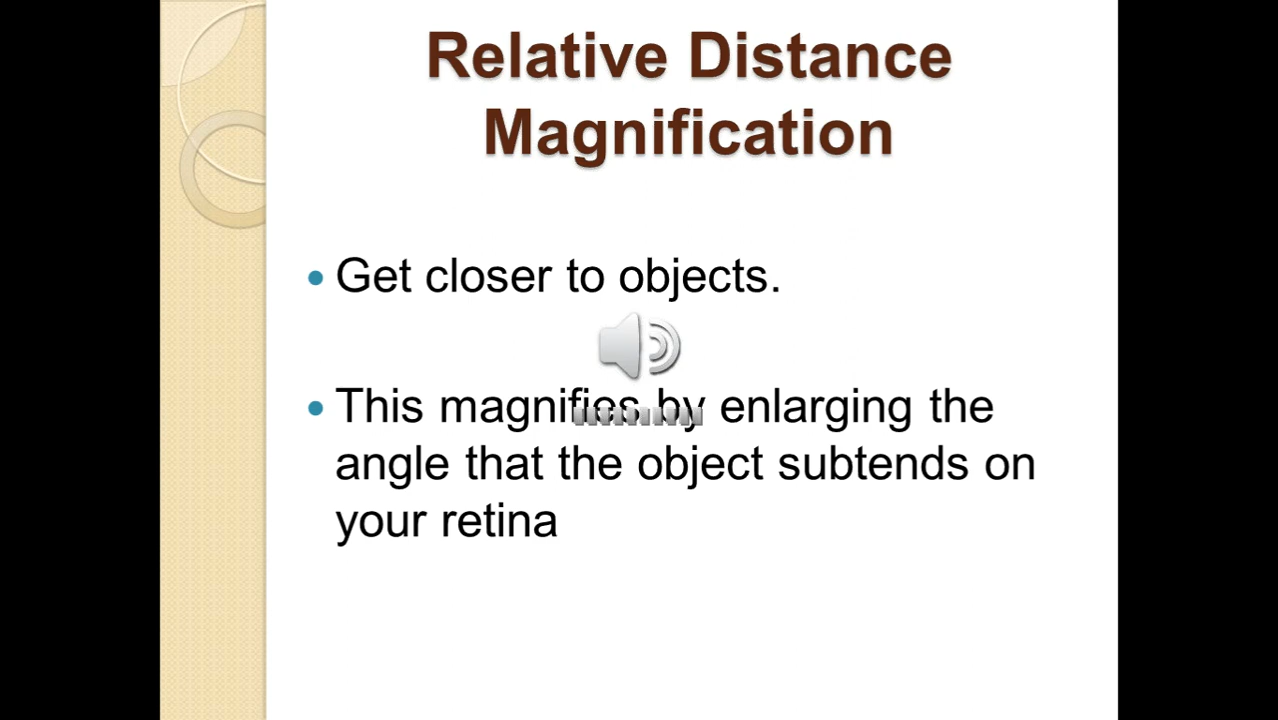 Relative Distance
Magnification
• Get closer to objects.
• This magnifies by enlarging the
angle that the object subtends on
your retina